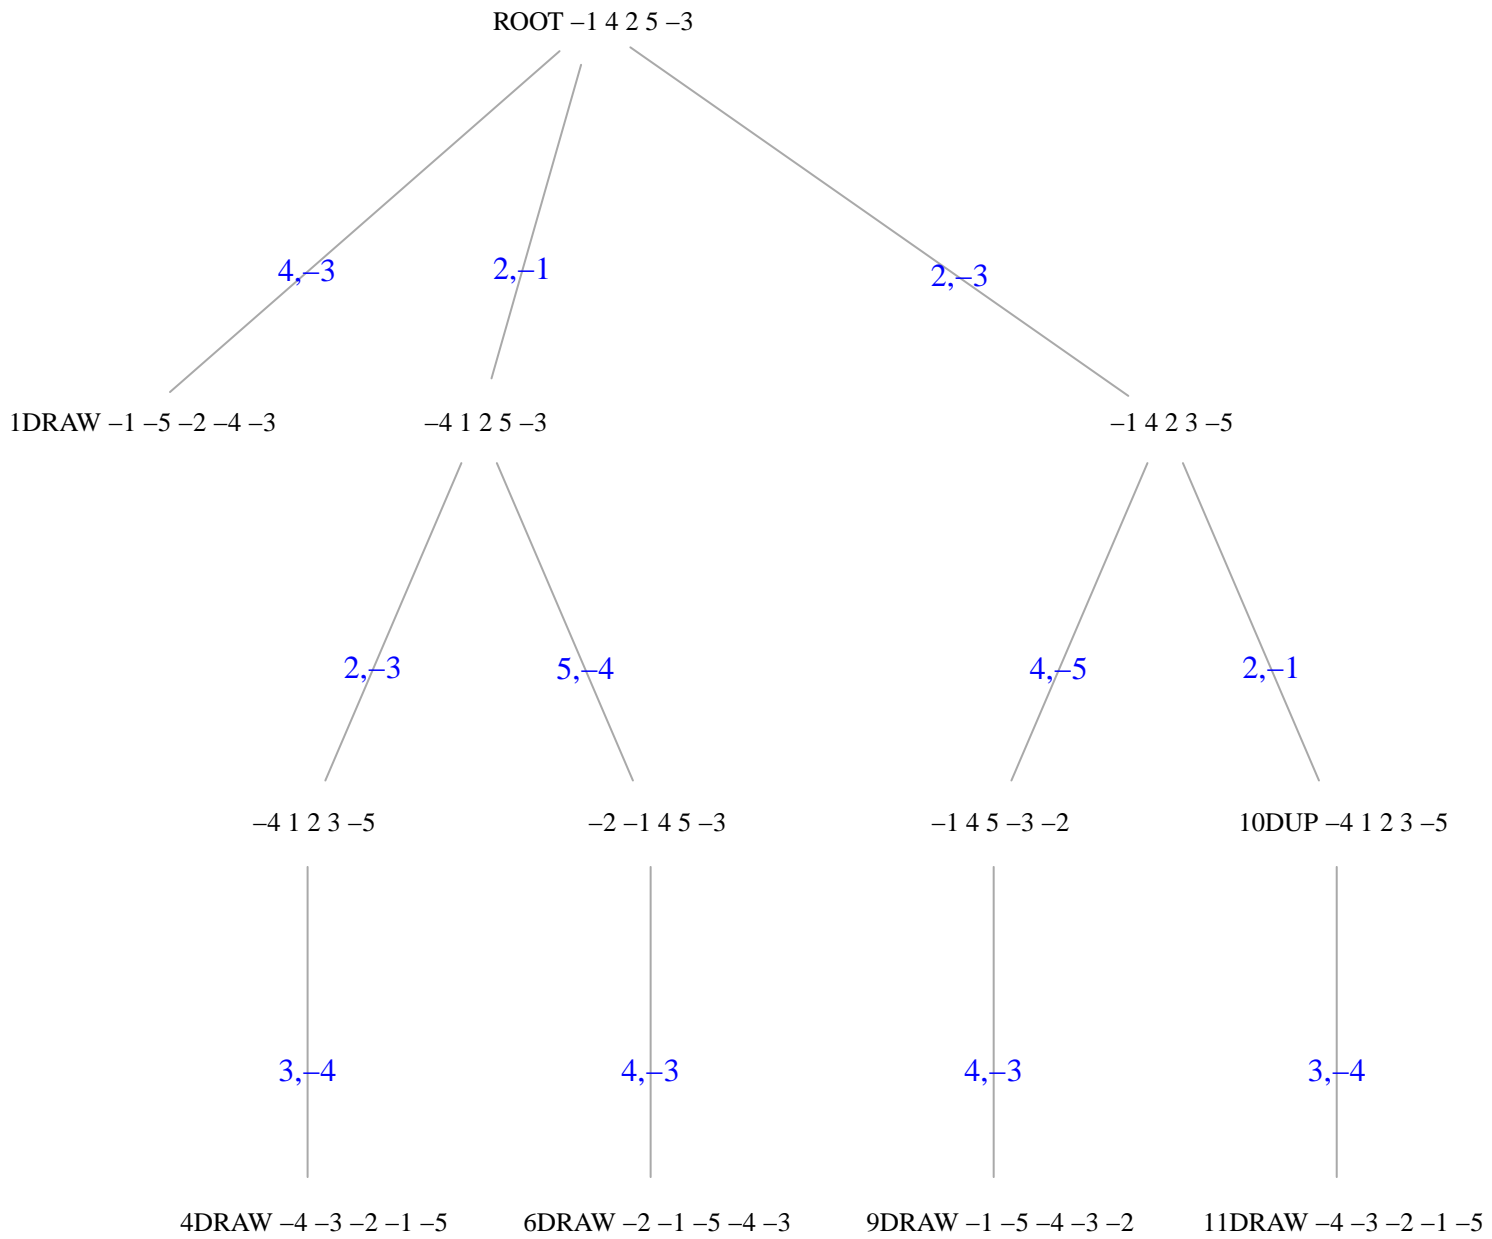 ROOT –1 4 2 5 –3
4,–3
2,–1
2,–3
1DRAW –1 –5 –2 –4 –3
–4 1 2 5 –3
–1 4 2 3 –5
2,–3
5,–4
4,–5
2,–1
–4 1 2 3 –5
–2 –1 4 5 –3
–1 4 5 –3 –2
10DUP –4 1 2 3 –5
3,–4
4,–3
4,–3
3,–4
4DRAW –4 –3 –2 –1 –5
6DRAW –2 –1 –5 –4 –3
9DRAW –1 –5 –4 –3 –2
11DRAW –4 –3 –2 –1 –5